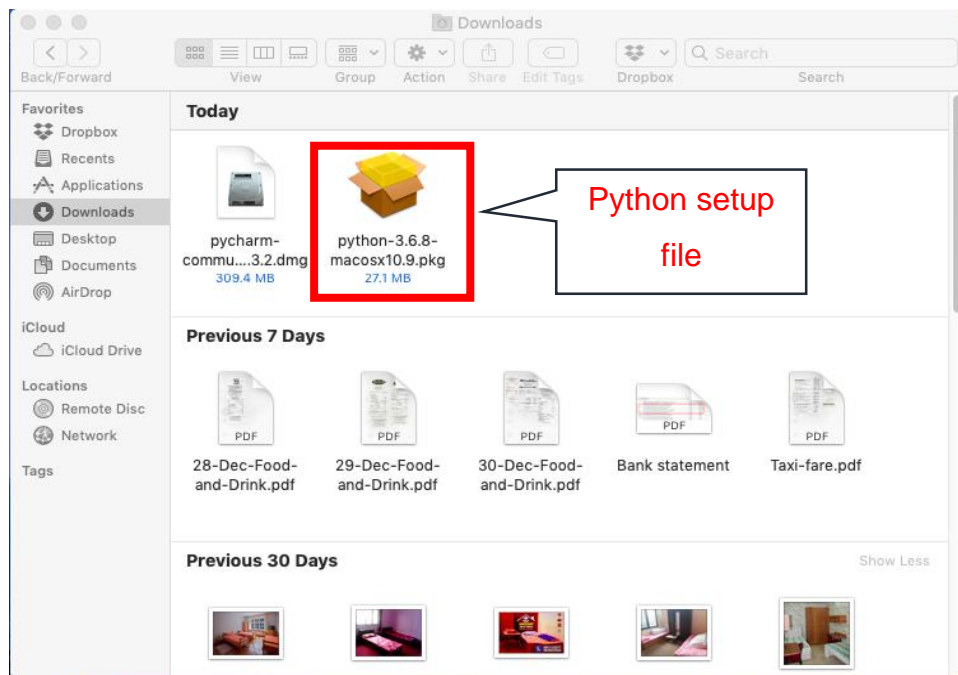 Downloads
Search
Back/Forward View Group Action Share Edit Tags Dropbox Search
Favorites
Dropbox
Recents
Applications
Downloads
Desktop
Documents
AirDrop
iCloud
iCloud Drive
Locations
Remote Disc
Network
Tags
Today
pycharm-
commu....3.2.dmg
309.4 MB
python-3.6.8-
macosx10.9.pkg
27.1 MB
Python setup
file
Previous 7 Days
PDF PDF PDF PDF PDF
28-Dec-Food-
and-Drink.pdf
29-Dec-Food-
and-Drink.pdf
30-Dec-Food-
and-Drink.pdf
Bank statement
Taxi-fare.pdf
Previous 30 Days
Show Less